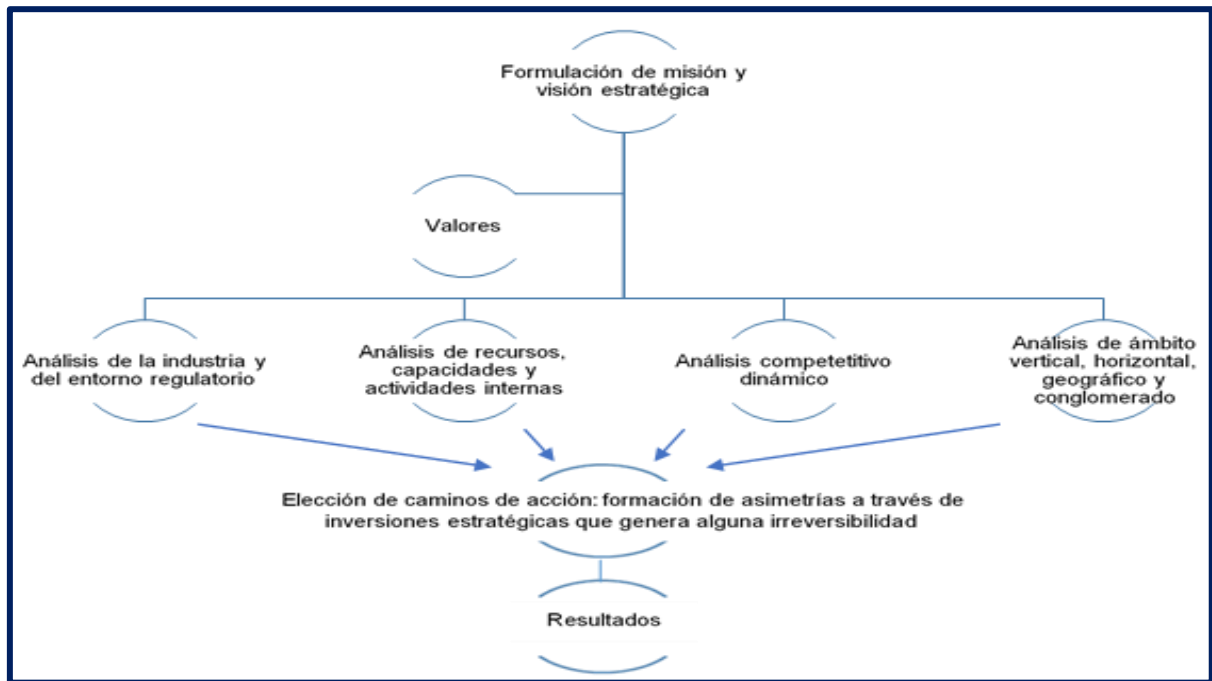 Formulación de misión y
visión estratégica
Valores
Análisis de la industria y
del entorno regulatorio
Análisis de recursos,
capacidades y
actividades internas
Análisis competetitivo
dinámico
Análisis de ámbito
vertical, horizontal,
geográfico y
conglomerado
Elección de caminos de acción: formación de asimetrías a través de
inversiones estratégicas que genera alguna irreversibilidad
Resultados